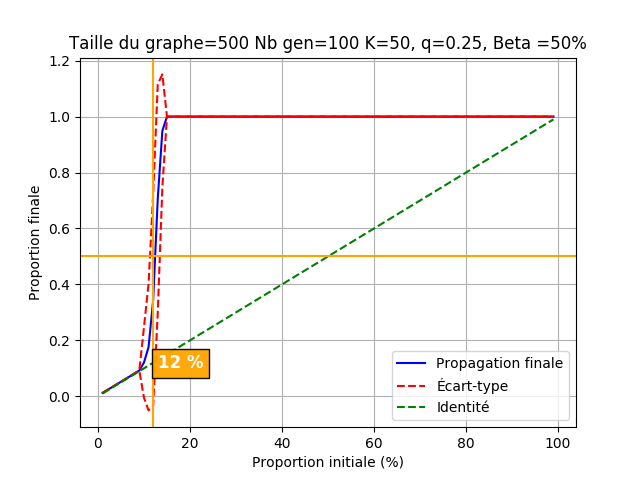 Taille du graphe=500 Nb gen=100 K=50, q=0.25, Beta =50%
1.2
1.0
0.8
0.6
0.4
0.2
0.0
Proportion finale
12 %
Propagation finale
Écart-type
Identité
0 20 40 60 80 100
Proportion initiale (%)